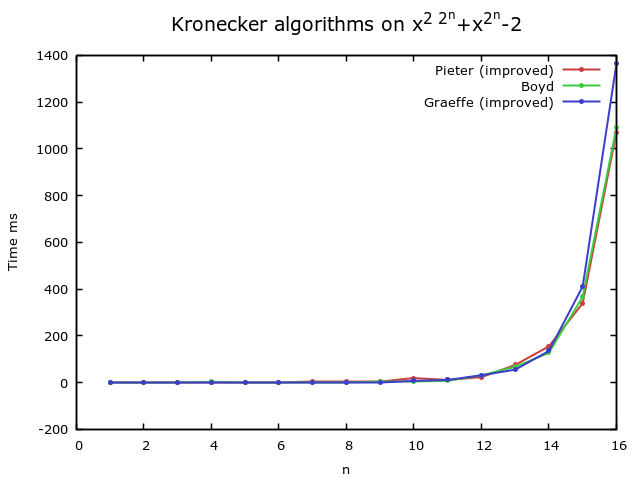 Kronecker algorithms on x^2 2^n+x^2^n-2
1400
1200
1000
800
600
400
200
0
-200
Time ms
Pieter (improved)
Boyd
Graeffe (improved)
0 2 4 6 8 10 12 14 16
n